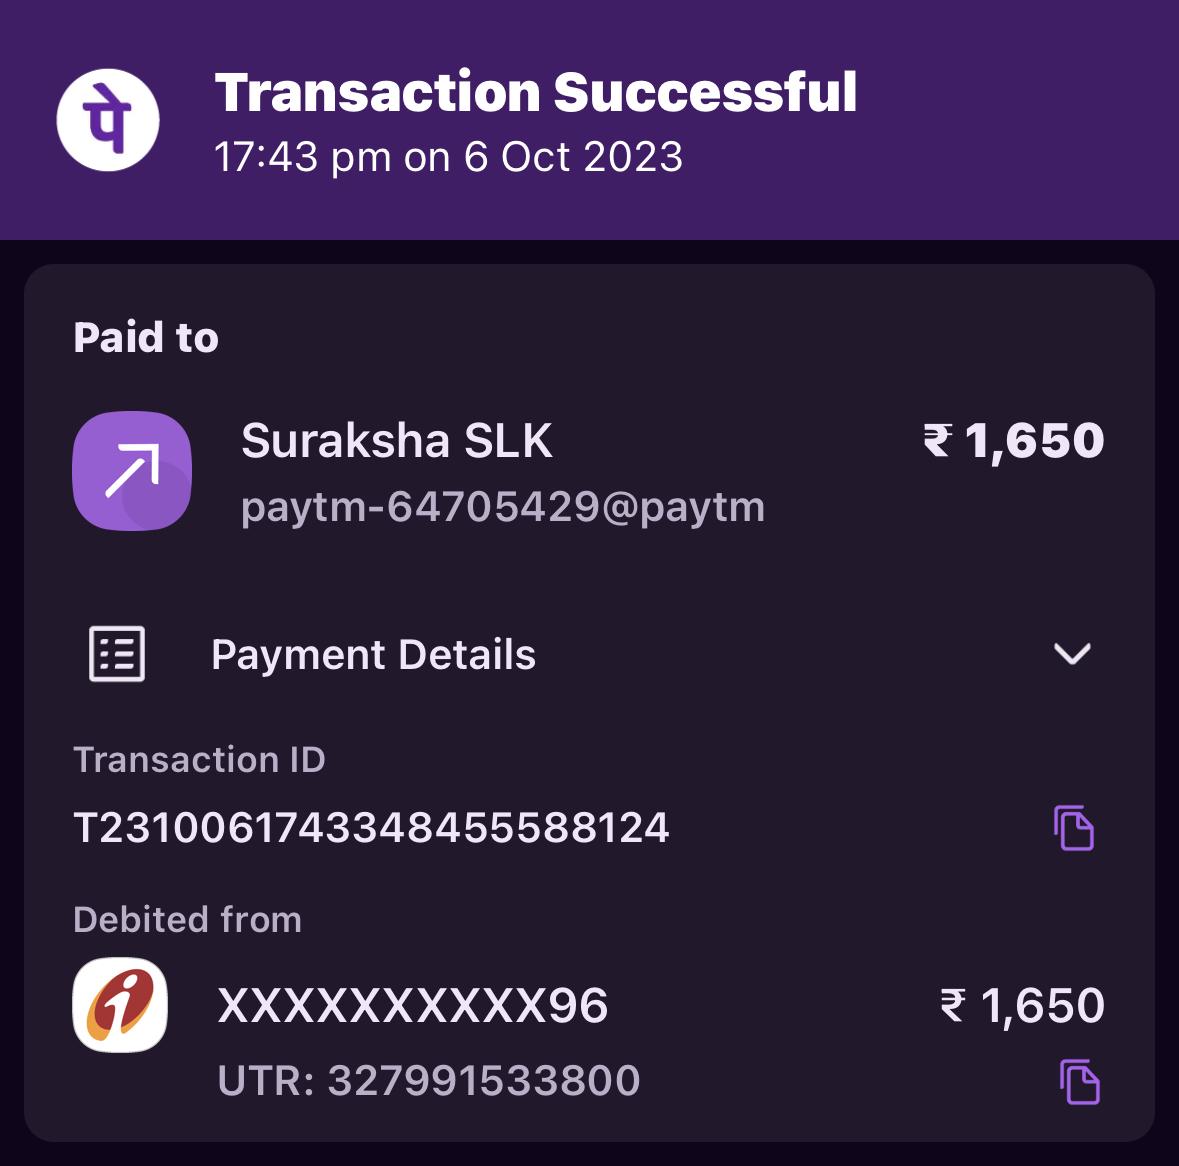 पे
Transaction Successful
17:43 pm on 6 Oct 2023
Paid to
Suraksha SLK ₹ 1,650
paytm-64705429@paytm
Payment Details
Transaction ID
T2310061743348455588124
Debited from
XXXXXXXXXX96 ₹ 1,650
UTR: 327991533800